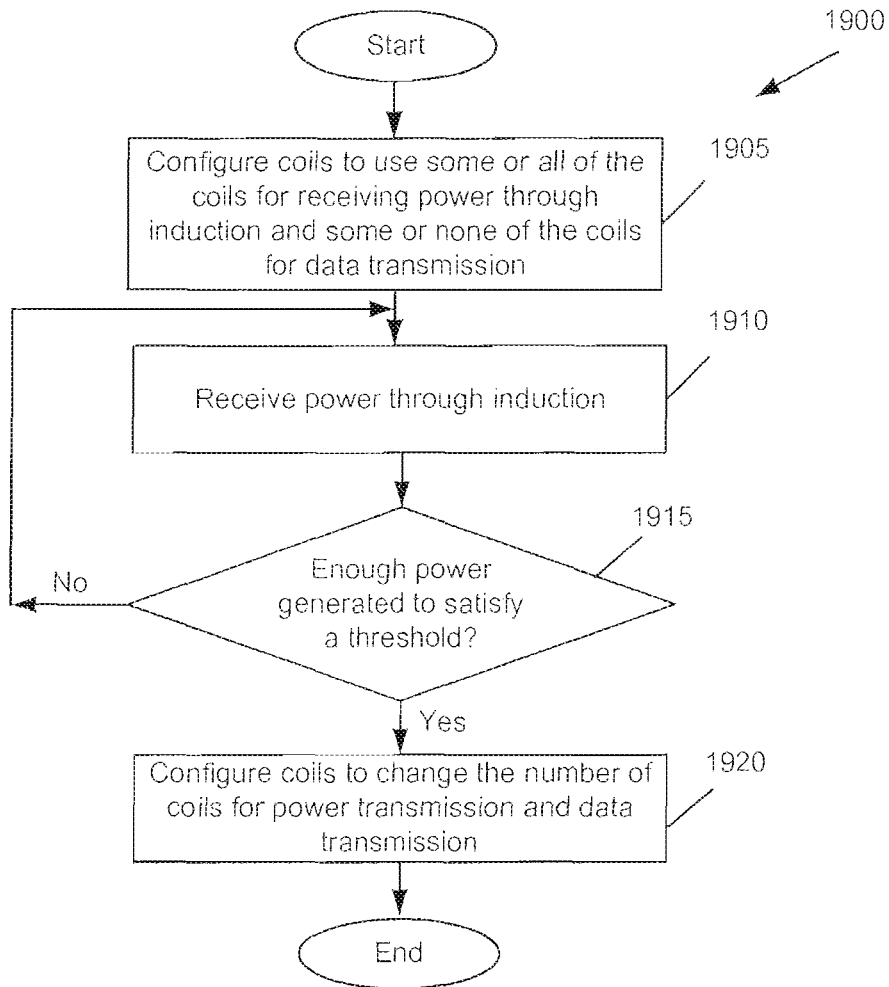 Start
1900
1905
Configure coils to use some or all of the
coils for receiving power through
induction and some or none of the coils
for data transmission
1910
Receive power through induction
1915
Enough power
generated to satisfy
a threshold?
No
Yes
1920
Configure coils to change the number of
coils for power transmission and data
transmission
End